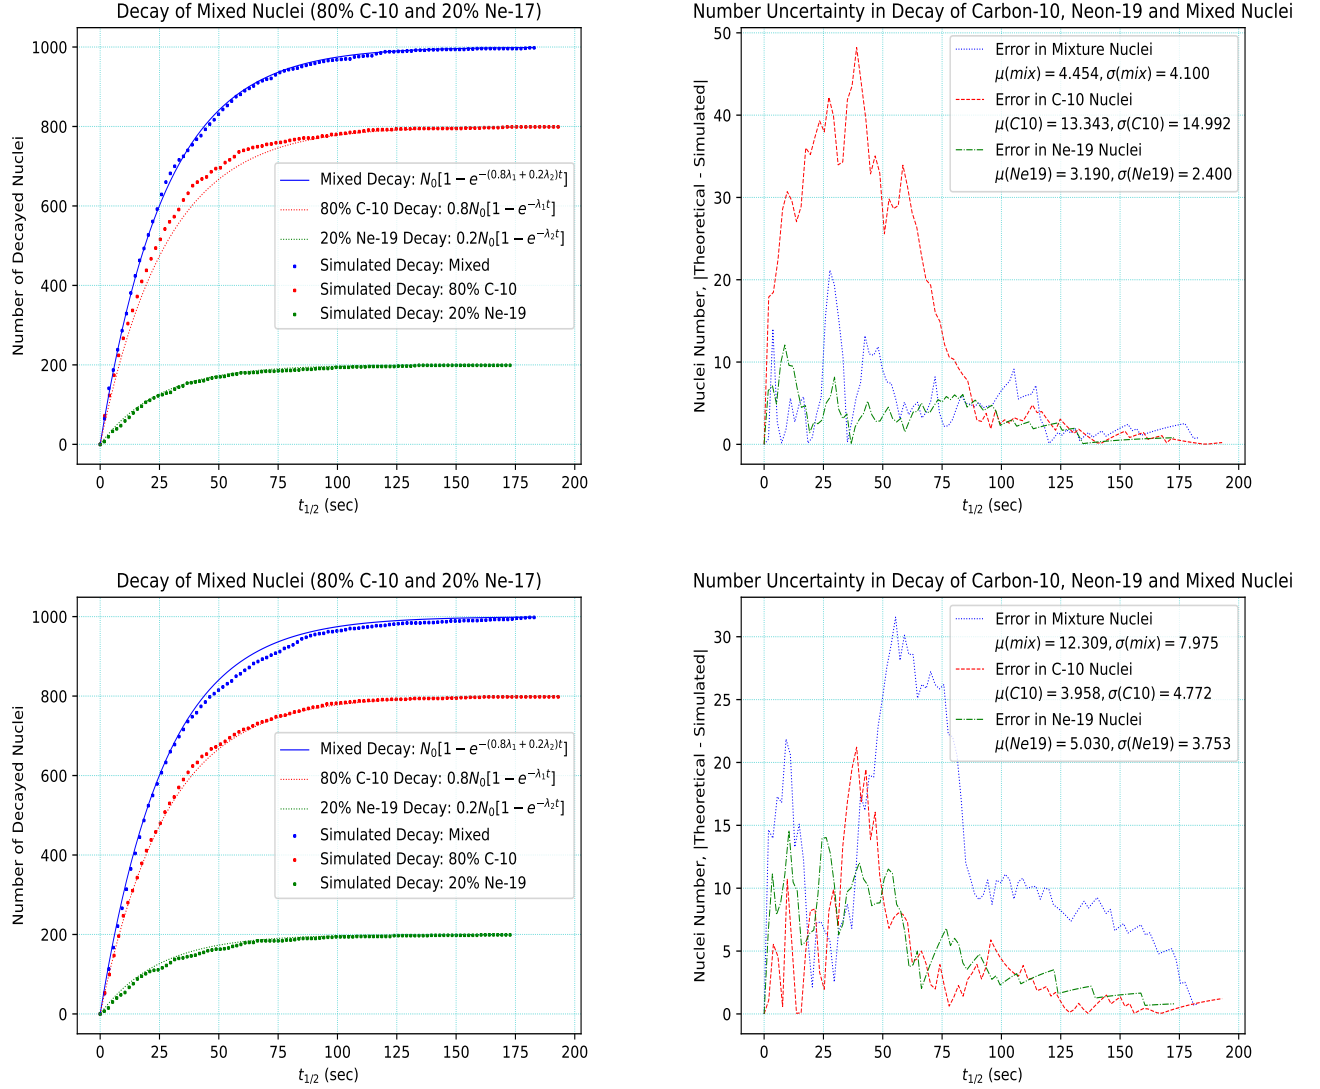 Decay of Mixed Nuclei (80% C-10 and 20% Ne-17)
Number of Decayed Nuclei
1000
800
600
400
200
0
Mixed Decay: N₀[1 − e^−(0.8λ₁ + 0.2λ₂)t]
80% C-10 Decay: 0.8N₀[1 − e^−λ₁t]
20% Ne-19 Decay: 0.2N₀[1 − e^−λ₂t]
Simulated Decay: Mixed
Simulated Decay: 80% C-10
Simulated Decay: 20% Ne-19
0 25 50 75 100 125 150 175 200
t1/2 (sec)
Number Uncertainty in Decay of Carbon-10, Neon-19 and Mixed Nuclei
Nuclei Number, |Theoretical - Simulated|
50
40
30
20
10
0
Error in Mixture Nuclei
μ(mix) = 4.454, σ(mix) = 4.100
Error in C-10 Nuclei
μ(C10) = 13.343, σ(C10) = 14.992
Error in Ne-19 Nuclei
μ(Ne19) = 3.190, σ(Ne19) = 2.400
0 25 50 75 100 125 150 175 200
t1/2 (sec)
Decay of Mixed Nuclei (80% C-10 and 20% Ne-17)
Number of Decayed Nuclei
1000
800
600
400
200
0
Mixed Decay: N₀[1 − e^−(0.8λ₁ + 0.2λ₂)t]
80% C-10 Decay: 0.8N₀[1 − e^−λ₁t]
20% Ne-19 Decay: 0.2N₀[1 − e^−λ₂t]
Simulated Decay: Mixed
Simulated Decay: 80% C-10
Simulated Decay: 20% Ne-19
0 25 50 75 100 125 150 175 200
t1/2 (sec)
Number Uncertainty in Decay of Carbon-10, Neon-19 and Mixed Nuclei
Nuclei Number, |Theoretical - Simulated|
30
25
20
15
10
5
0
Error in Mixture Nuclei
μ(mix) = 12.309, σ(mix) = 7.975
Error in C-10 Nuclei
μ(C10) = 3.958, σ(C10) = 4.772
Error in Ne-19 Nuclei
μ(Ne19) = 5.030, σ(Ne19) = 3.753
0 25 50 75 100 125 150 175 200
t1/2 (sec)